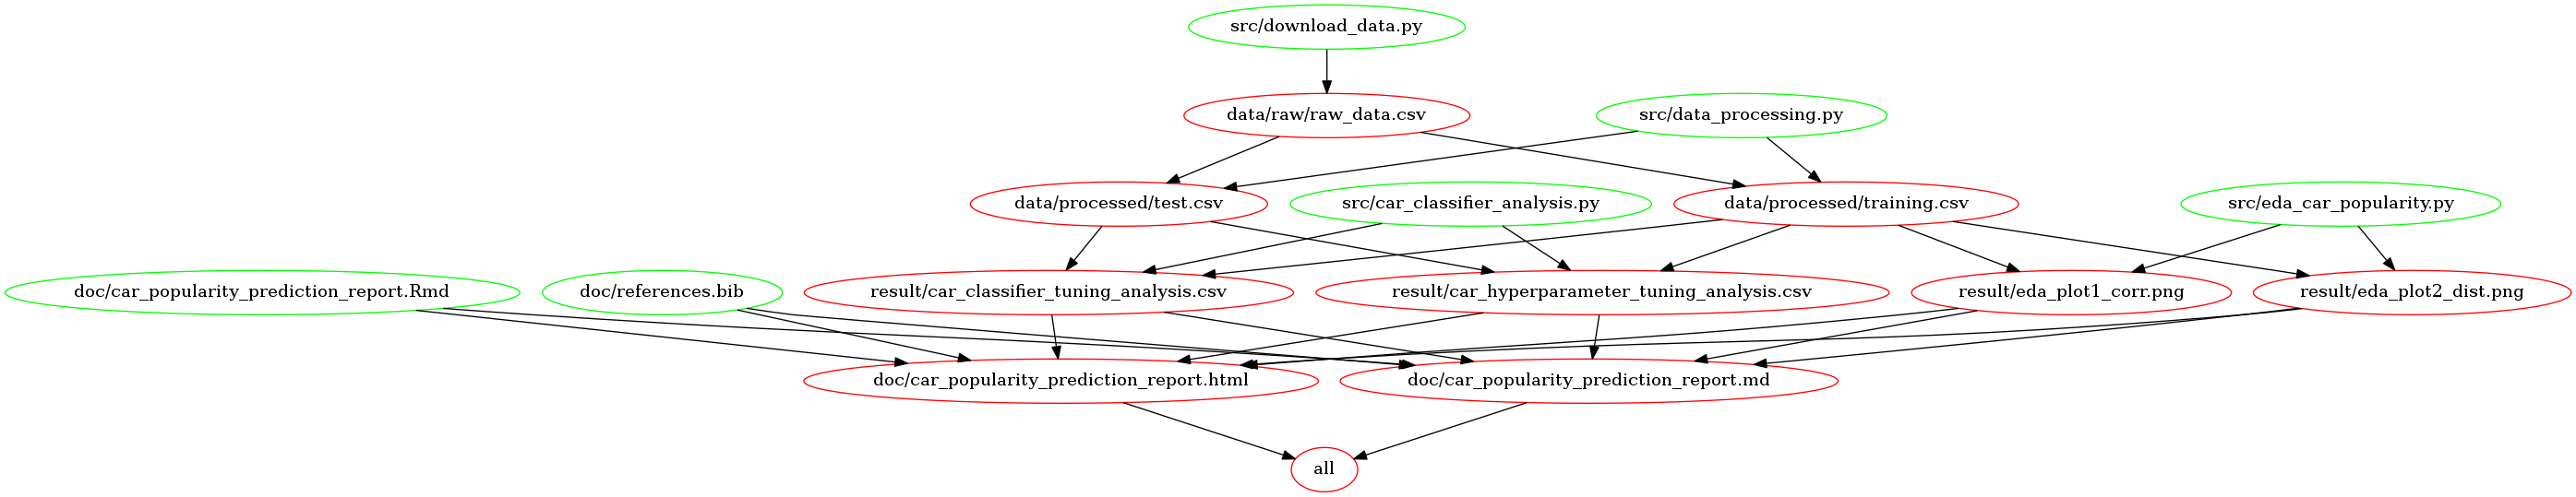 src/download_data.py
data/raw/raw_data.csv
src/data_processing.py
data/processed/test.csv
src/car_classifier_analysis.py
data/processed/training.csv
src/eda_car_popularity.py
doc/car_popularity_prediction_report.Rmd
doc/references.bib
result/car_classifier_tuning_analysis.csv
result/car_hyperparameter_tuning_analysis.csv
result/eda_plot1_corr.png
result/eda_plot2_dist.png
doc/car_popularity_prediction_report.html
doc/car_popularity_prediction_report.md
all